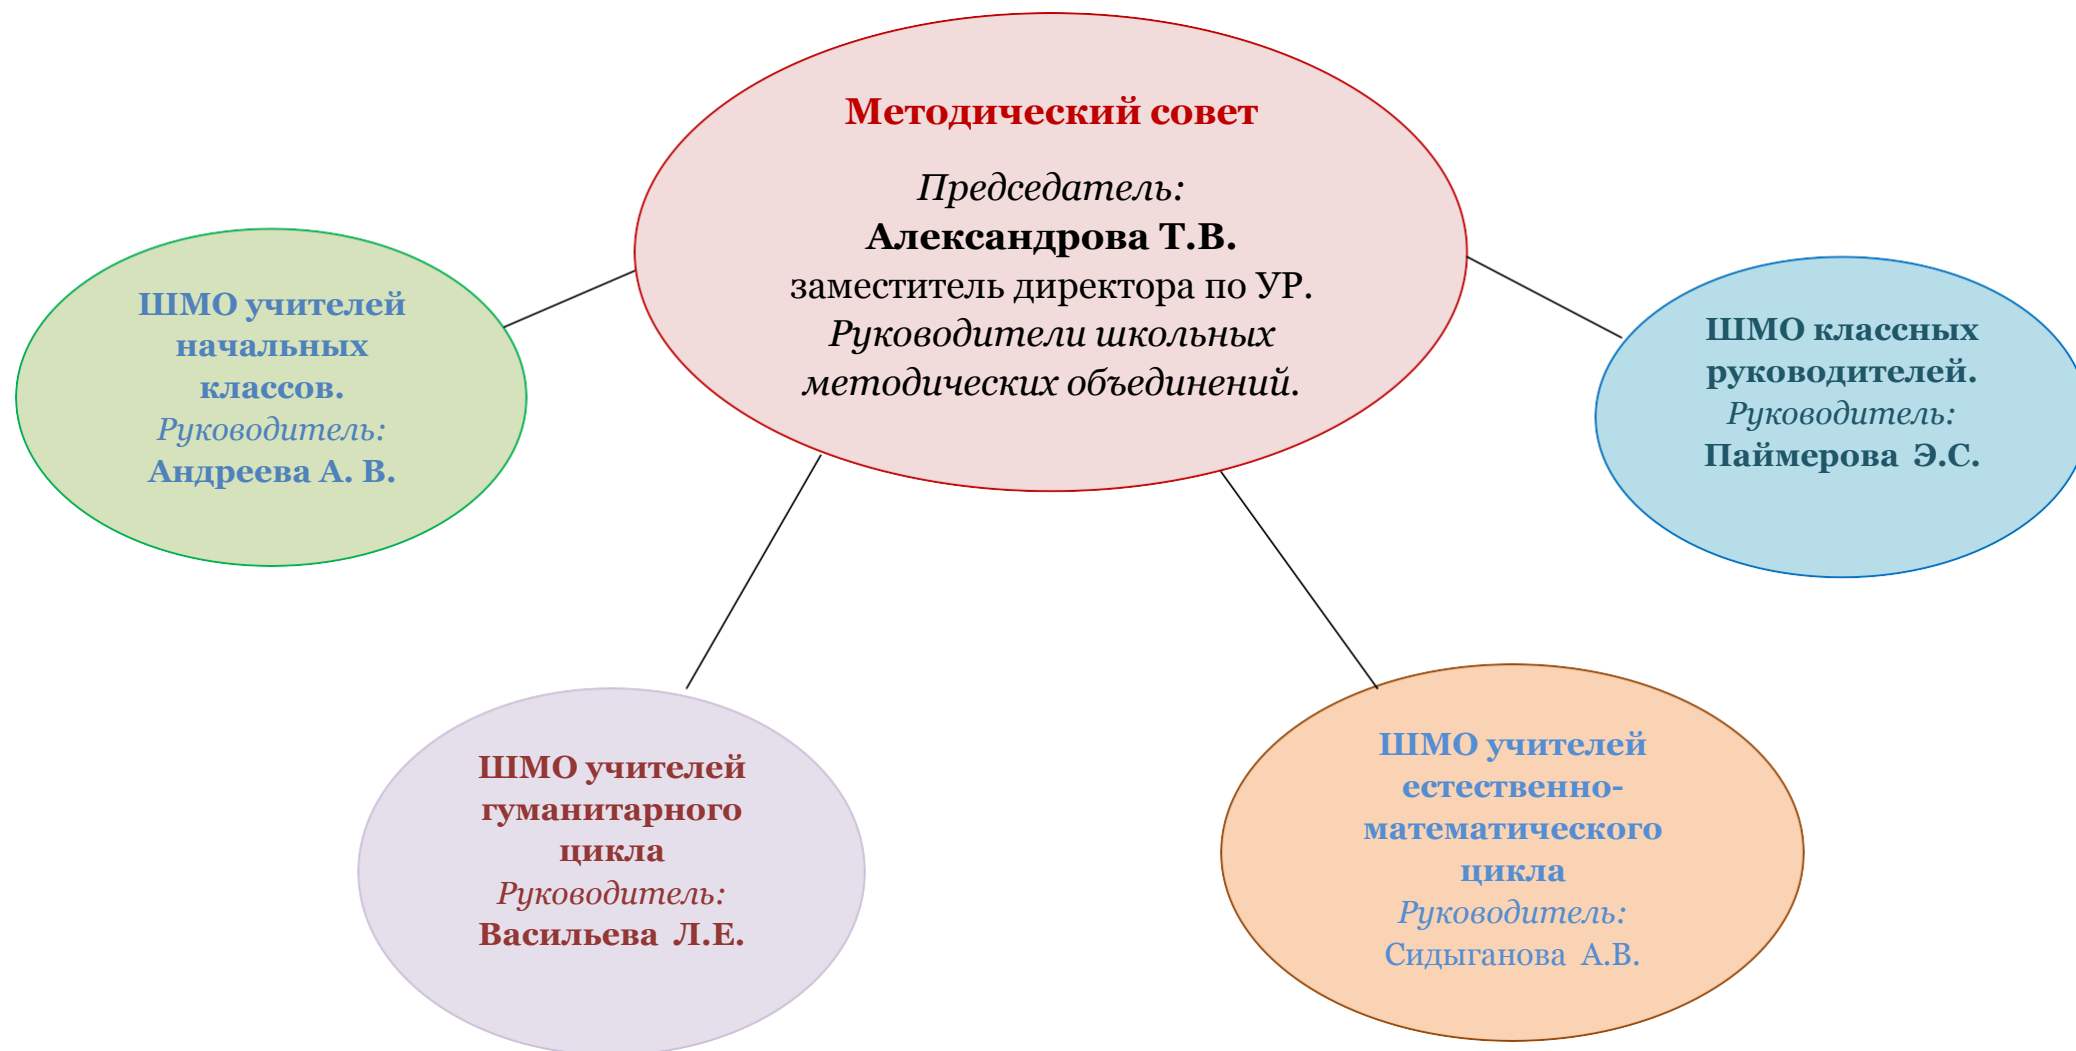 Методический совет
Председатель:
Александрова Т.В.
заместитель директора по УР.
Руководители школьных
методических объединений.
ШМО учителей
начальных
классов.
Руководитель:
Андреева А. В.
ШМО классных
руководителей.
Руководитель:
Паймерова Э.С.
ШМО учителей
гуманитарного
цикла
Руководитель:
Васильева Л.Е.
ШМО учителей
естественно-
математического
цикла
Руководитель:
Сидыганова А.В.